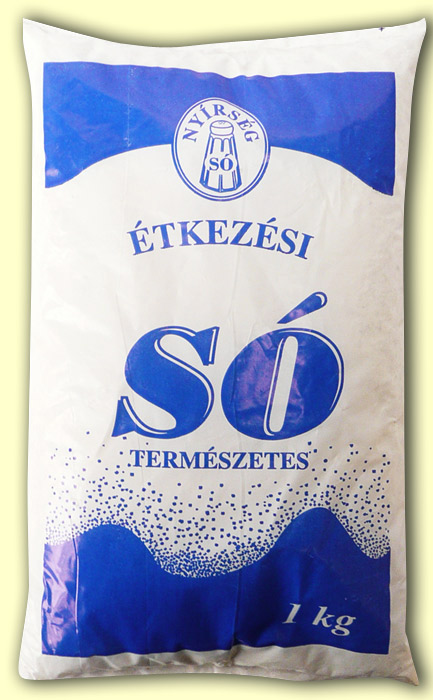 NYÍRSÉG
SÓ
ÉTKEZÉSI
SÓ
TERMÉSZETES
1 kg